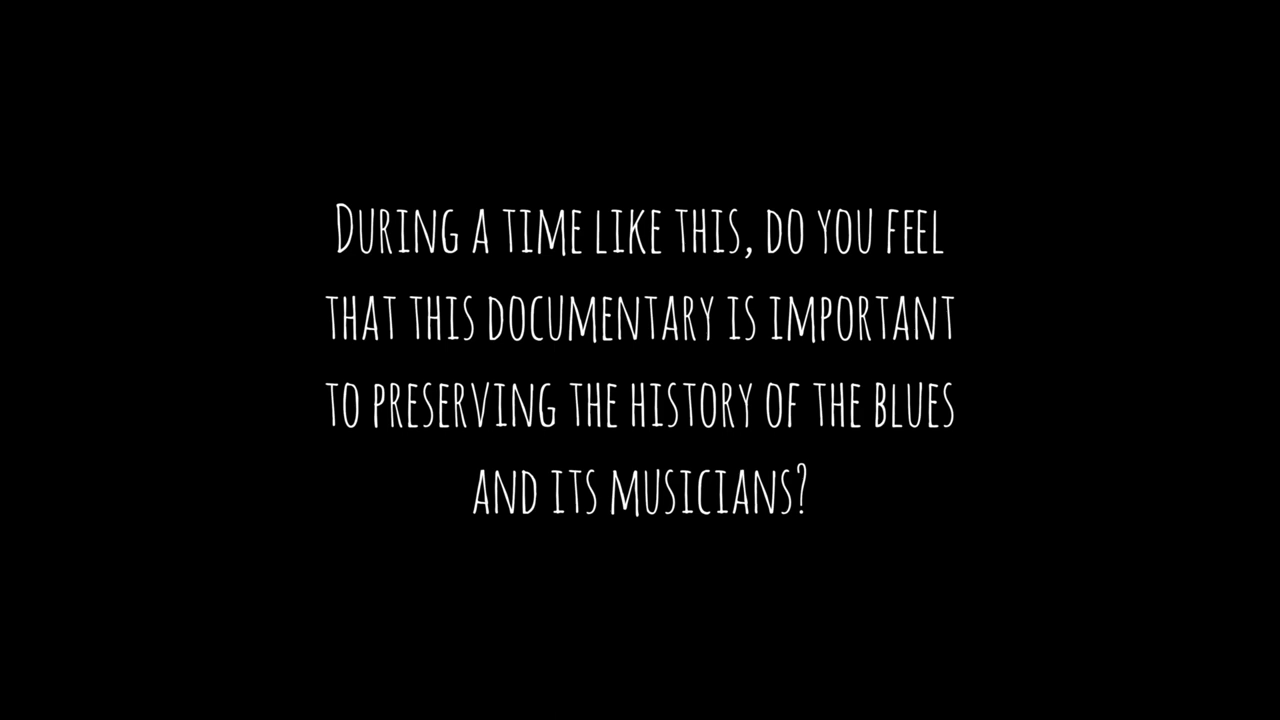 During a time like this, do you feel
that this documentary is important
to preserving the history of the blues
and its musicians?